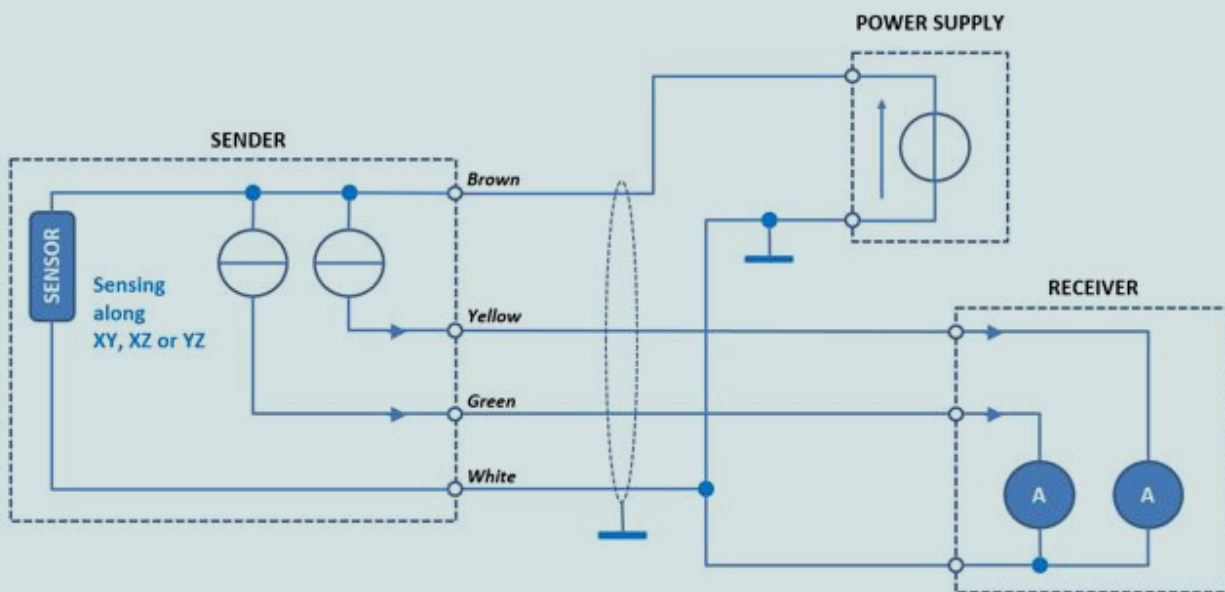 POWER SUPPLY
SENDER
Brown
SENSOR
Sensing
along
XY, XZ or YZ
Yellow
RECEIVER
Green
White
A
A